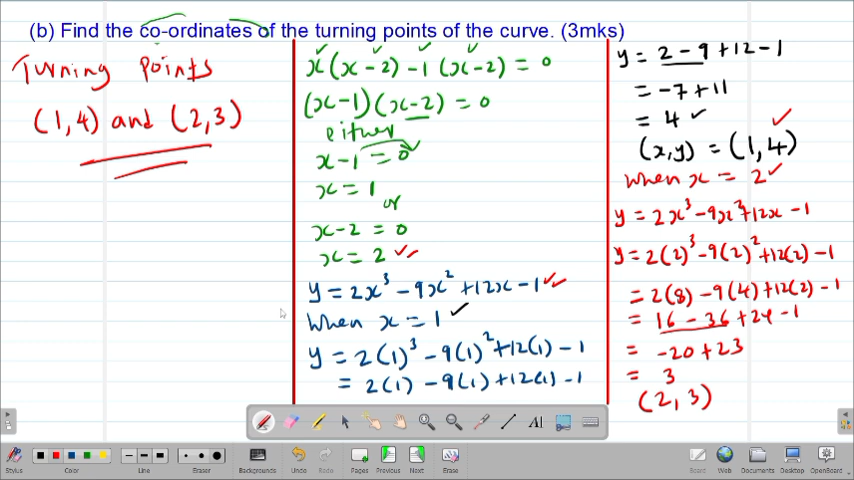 (b) Find the co-ordinates of the turning points of the curve. (3mks)
Turning Points
(1,4) and (2,3)
x(x-2)-1(x-2)=0
(x-1)(x-2)=0
either
x-1=0
x=1
or
x-2=0
x=2
y=2x³-9x²+12x-1
when x=1
y=2(1)³-9(1)²+12(1)-1
=2(1)-9(1)+12(1)-1
y=2-9+12-1
=-7+11
=4
(x,y)=(1,4)
when x=2
y=2x³-9x²+12x-1
y=2(2)³-9(2)²+12(2)-1
=2(8)-9(4)+12(2)-1
=16-36+24-1
=-20+23
=3
(2,3)
Stylus
Color
Line
Eraser
Backgrounds
Undo
Redo
Pages
Previous
Next
Erase
Board
Web
Documents
Desktop
OpenBoard